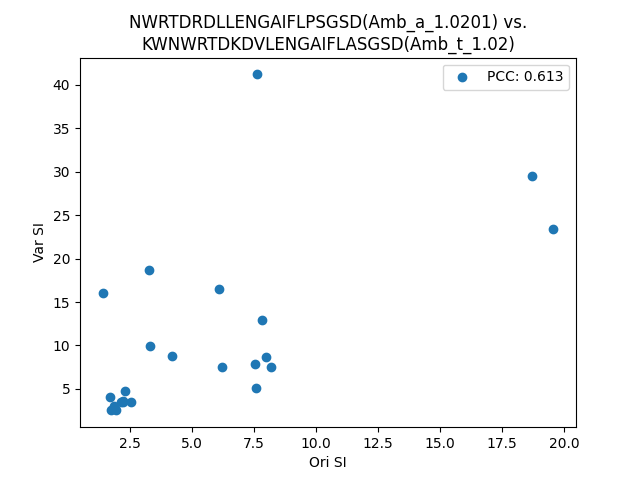 NWRTDRDLLENGAIFLPSGSD(Amb_a_1.0201) vs.
KWNWRTDKDVLENGAIFLASGSD(Amb_t_1.02)
PCC: 0.613
40
35
30
25
20
15
10
5
Var SI
2.5 5.0 7.5 10.0 12.5 15.0 17.5 20.0
Ori SI